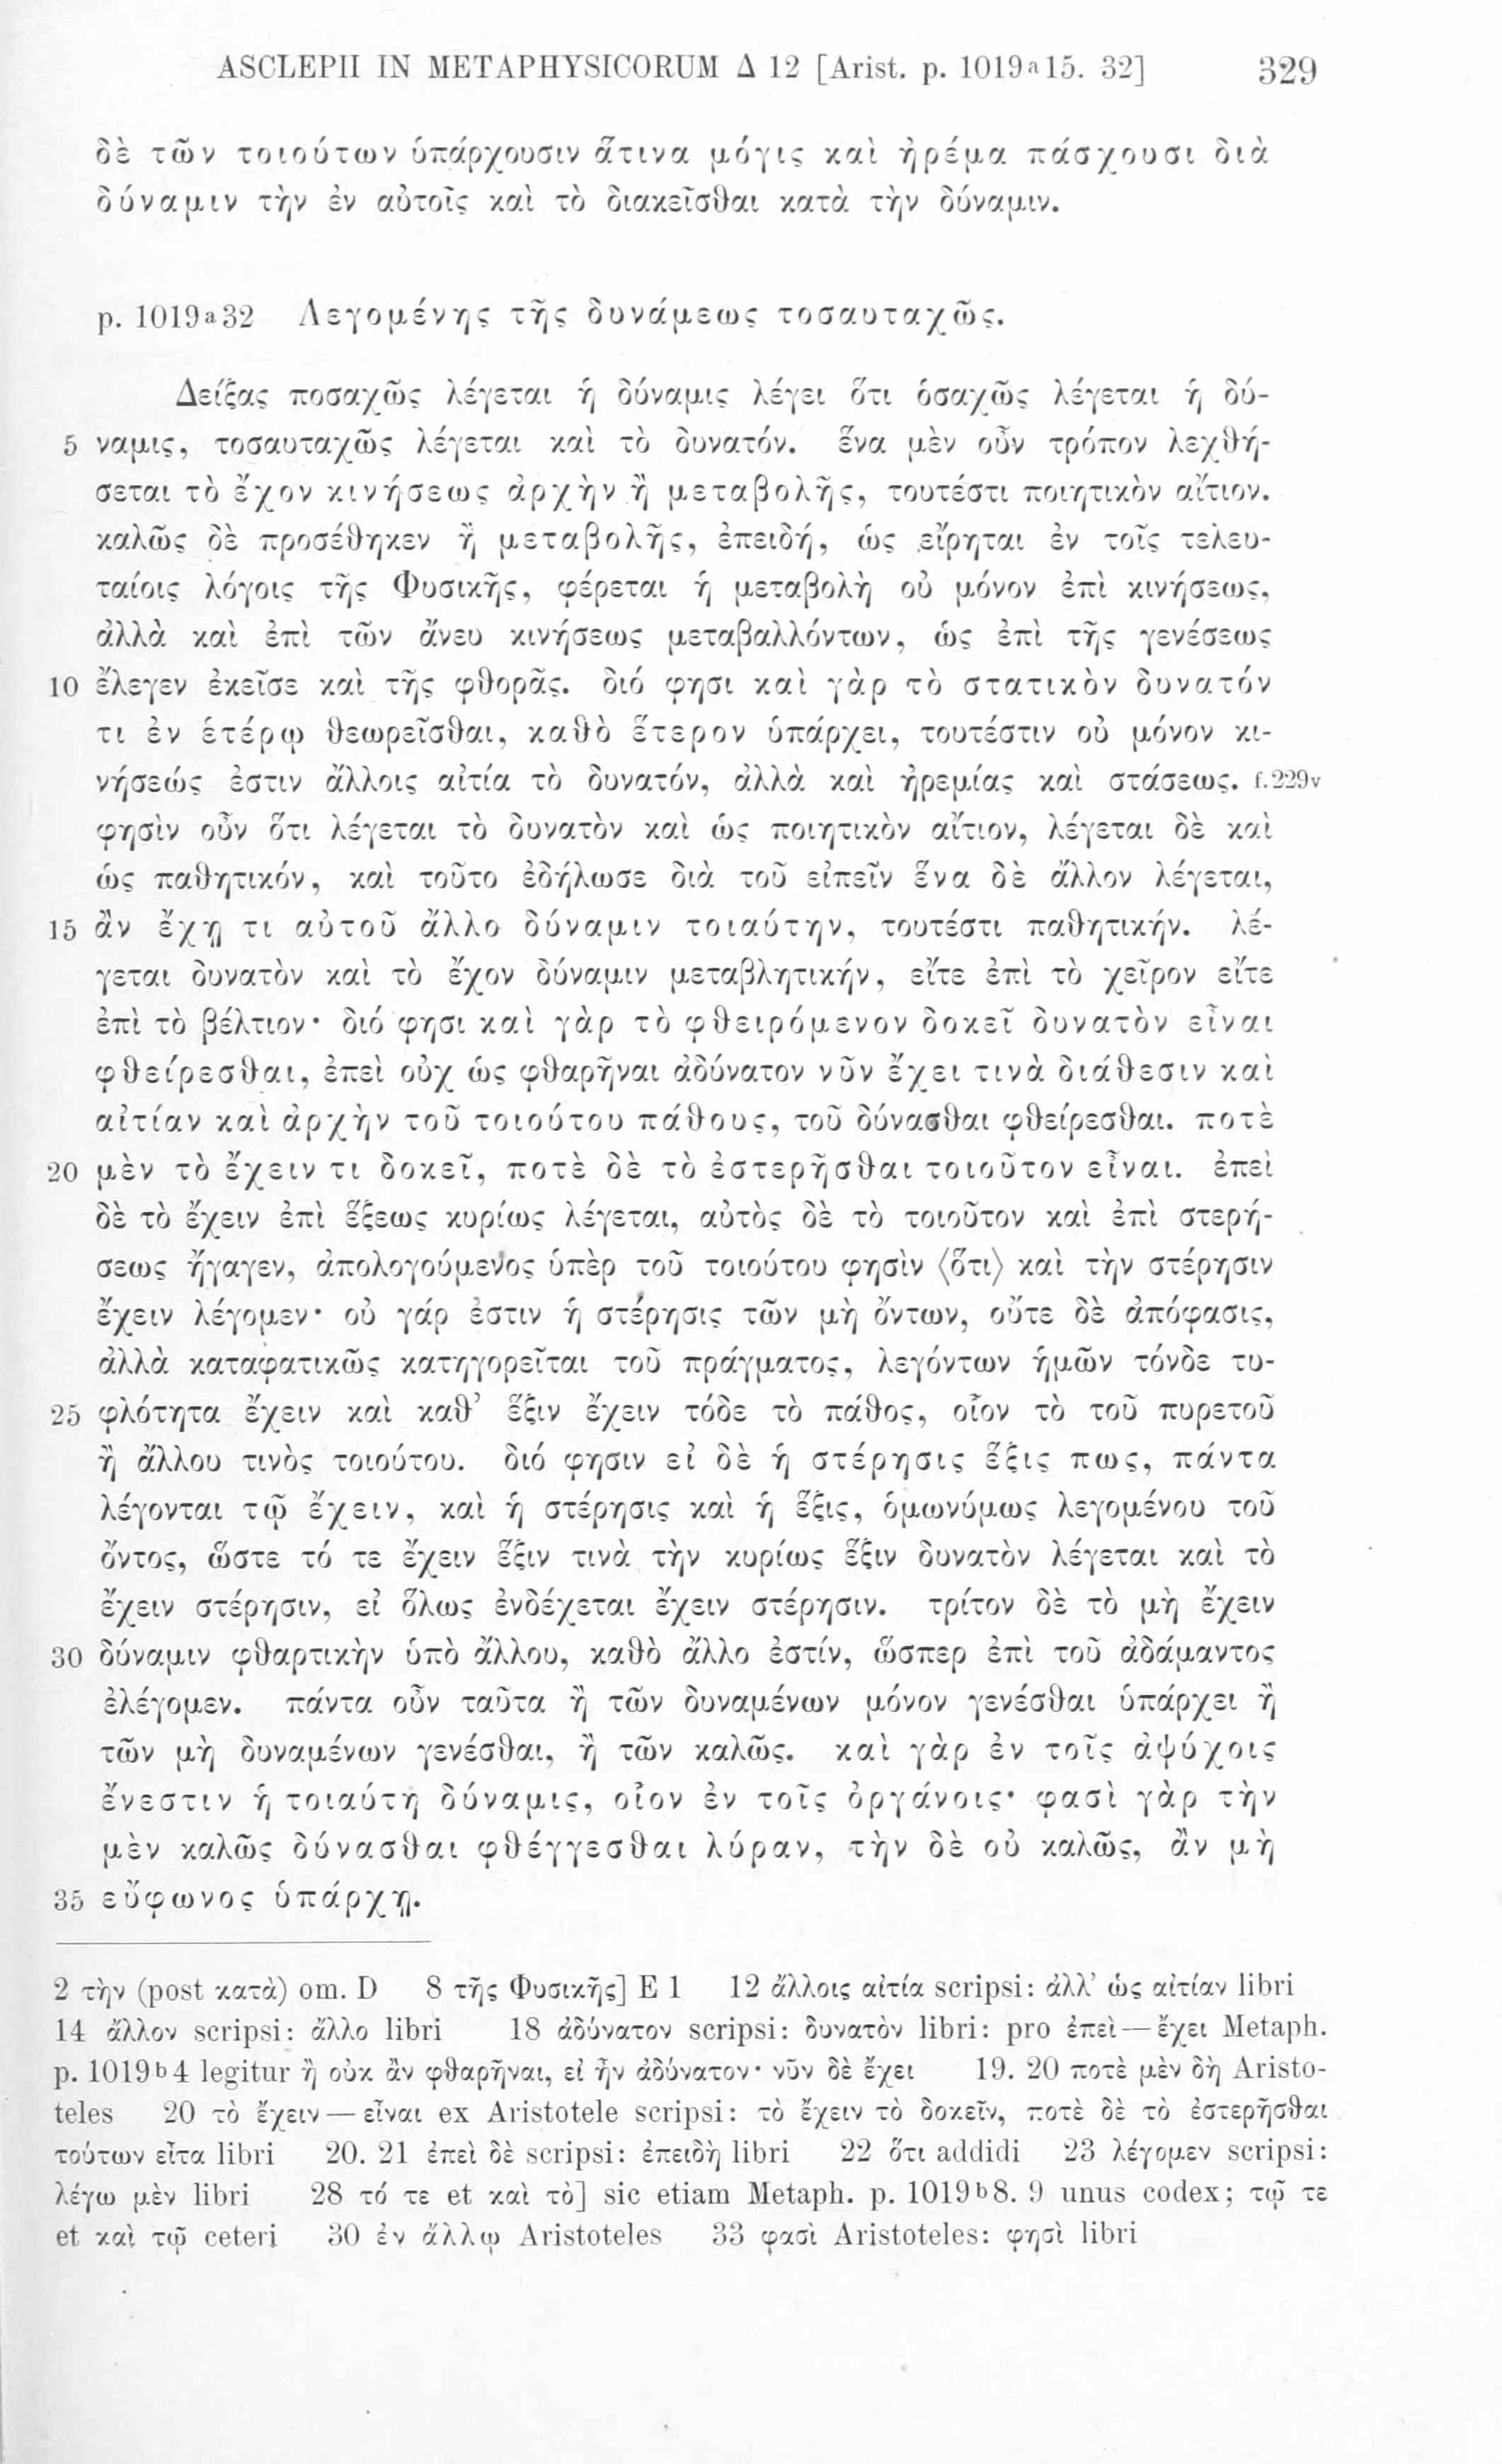 ASCLEPII IN METAPHYSICORUM Δ 12 [Arist. p. 1019ª15. 32] 329
δὲ τῶν τοιούτων ὑπάρχουσιν ἅτινα μόγις καὶ ἠρέμα πάσχουσι διὰ
δύναμιν τὴν ἐν αὐτοῖς καὶ τὸ διακεῖσθαι κατὰ τὴν δύναμιν.
p. 1019ª32 Λεγομένης τῆς δυνάμεως τοσαυταχῶς.
Δείξας ποσαχῶς λέγεται ἡ δύναμις λέγει ὅτι ὁσαχῶς λέγεται ἡ δύ-
5 ναμις, τοσαυταχῶς λέγεται καὶ τὸ δυνατόν. ἕνα μὲν οὖν τρόπον λεχθή-
σεται τὸ ἔχον κινήσεως ἀρχὴν ἢ μεταβολῆς, τουτέστι ποιητικὸν αἴτιον.
καλῶς δὲ προσέθηκεν ἢ μεταβολῆς, ἐπειδή, ὡς εἴρηται ἐν τοῖς τελευ-
ταίοις λόγοις τῆς Φυσικῆς, φέρεται ἡ μεταβολὴ οὐ μόνον ἐπὶ κινήσεως,
ἀλλὰ καὶ ἐπὶ τῶν ἄνευ κινήσεως μεταβαλλόντων, ὡς ἐπὶ τῆς γενέσεως
10 ἔλεγεν ἐκεῖσε καὶ τῆς φθορᾶς. διό φησι καὶ γὰρ τὸ στατικὸν δυνατόν
τι ἐν ἑτέρῳ θεωρεῖσθαι, καθὸ ἕτερον ὑπάρχει, τουτέστιν οὐ μόνον κι-
νήσεώς ἐστιν ἄλλοις αἰτία τὸ δυνατόν, ἀλλὰ καὶ ἠρεμίας καὶ στάσεως. f.229v
φησὶν οὖν ὅτι λέγεται τὸ δυνατὸν καὶ ὡς ποιητικὸν αἴτιον, λέγεται δὲ καὶ
ὡς παθητικόν, καὶ τοῦτο ἐδήλωσε διὰ τοῦ εἰπεῖν ἕνα δὲ ἄλλον λέγεται,
15 ἂν ἔχῃ τι αὐτοῦ ἄλλο δύναμιν τοιαύτην, τουτέστι παθητικήν. λέ-
γεται δυνατὸν καὶ τὸ ἔχον δύναμιν μεταβλητικήν, εἴτε ἐπὶ τὸ χεῖρον εἴτε
ἐπὶ τὸ βέλτιον· διό φησι καὶ γὰρ τὸ φθειρόμενον δοκεῖ δυνατὸν εἶναι
φθείρεσθαι, ἐπεὶ οὐχ ὡς φθαρῆναι ἀδύνατον νῦν ἔχει τινὰ διάθεσιν καὶ
αἰτίαν καὶ ἀρχὴν τοῦ τοιούτου πάθους, τοῦ δύνασθαι φθείρεσθαι. ποτὲ
20 μὲν τὸ ἔχειν τι δοκεῖ, ποτὲ δὲ τὸ ἐστερῆσθαι τοιοῦτον εἶναι. ἐπεὶ
δὲ τὸ ἔχειν ἐπὶ ἕξεως κυρίως λέγεται, αὐτὸς δὲ τὸ τοιοῦτον καὶ ἐπὶ στερή-
σεως ἤγαγεν, ἀπολογούμενος ὑπὲρ τοῦ τοιούτου φησὶν ⟨ὅτι⟩ καὶ τὴν στέρησιν
ἔχειν λέγομεν· οὐ γάρ ἐστιν ἡ στέρησις τῶν μὴ ὄντων, οὔτε δὲ ἀπόφασις,
ἀλλὰ καταφατικῶς κατηγορεῖται τοῦ πράγματος, λεγόντων ἡμῶν τόνδε τυ-
25 φλότητα ἔχειν καὶ καθ’ ἕξιν ἔχειν τόδε τὸ πάθος, οἷον τὸ τοῦ πυρετοῦ
ἢ ἄλλου τινὸς τοιούτου. διό φησιν εἰ δὲ ἡ στέρησις ἕξις πως, πάντα
λέγονται τῷ ἔχειν, καὶ ἡ στέρησις καὶ ἡ ἕξις, ὁμωνύμως λεγομένου τοῦ
ὄντος, ὥστε τό τε ἔχειν ἕξιν τινὰ τὴν κυρίως ἕξιν δυνατὸν λέγεται καὶ τὸ
ἔχειν στέρησιν, εἰ ὅλως ἐνδέχεται ἔχειν στέρησιν. τρίτον δὲ τὸ μὴ ἔχειν
30 δύναμιν φθαρτικὴν ὑπὸ ἄλλου, καθὸ ἄλλο ἐστίν, ὥσπερ ἐπὶ τοῦ ἀδάμαντος
ἐλέγομεν. πάντα οὖν ταῦτα ἢ τῶν δυναμένων μόνον γενέσθαι ὑπάρχει ἢ
τῶν μὴ δυναμένων γενέσθαι, ἢ τῶν καλῶς. καὶ γὰρ ἐν τοῖς ἀψύχοις
ἔνεστιν ἡ τοιαύτη δύναμις, οἷον ἐν τοῖς ὀργάνοις· φασὶ γὰρ τὴν
μὲν καλῶς δύνασθαι φθέγγεσθαι λύραν, τὴν δὲ οὐ καλῶς, ἂν μὴ
35 εὔφωνος ὑπάρχῃ.
2 τὴν (post κατὰ) om. D 8 τῆς Φυσικῆς] E 1 12 ἄλλοις αἰτία scripsi: ἀλλ’ ὡς αἰτίαν libri
14 ἄλλον scripsi: ἄλλο libri 18 ἀδύνατον scripsi: δυνατὸν libri: pro ἐπεὶ—ἔχει Metaph.
p. 1019ᵇ4 legitur ἢ οὐκ ἂν φθαρῆναι, εἰ ἦν ἀδύνατον· νῦν δὲ ἔχει 19. 20 ποτὲ μὲν δὴ Aristo-
teles 20 τὸ ἔχειν—εἶναι ex Aristotele scripsi: τὸ ἔχειν τὸ δοκεῖν, ποτὲ δὲ τὸ ἐστερῆσθαι
τούτων εἶτα libri 20. 21 ἐπεὶ δὲ scripsi: ἐπειδὴ libri 22 ὅτι addidi 23 λέγομεν scripsi:
λέγω μὲν libri 28 τό τε et καὶ τὸ] sic etiam Metaph. p. 1019ᵇ8. 9 unus codex; τῷ τε
et καὶ τῷ ceteri 30 ἐν ἄλλῳ Aristoteles 33 φασὶ Aristoteles: φησὶ libri